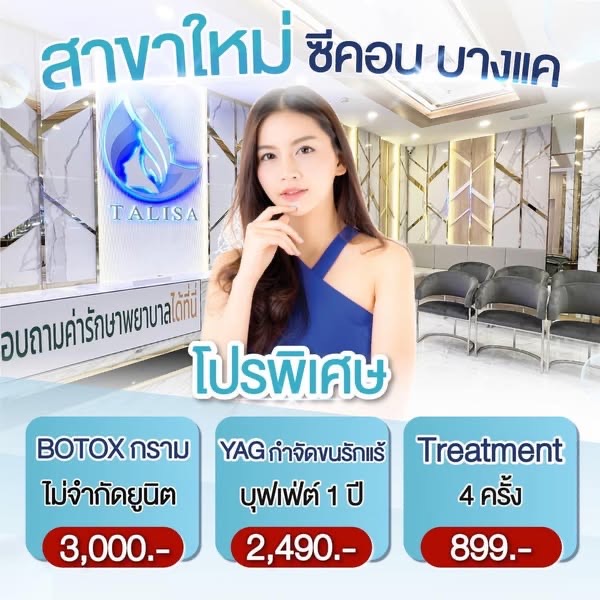 สาขาใหม่ ซีคอน บางแค
TALISA
อบถามค่ารักษาพยาบาลได้ที่นี่
โปรพิเศษ
BOTOX กราม
ไม่จำกัดยูนิต
3,000.-
YAG กำจัดขนรักแร้
บุฟเฟ่ต์ 1 ปี
2,490.-
Treatment
4 ครั้ง
899.-